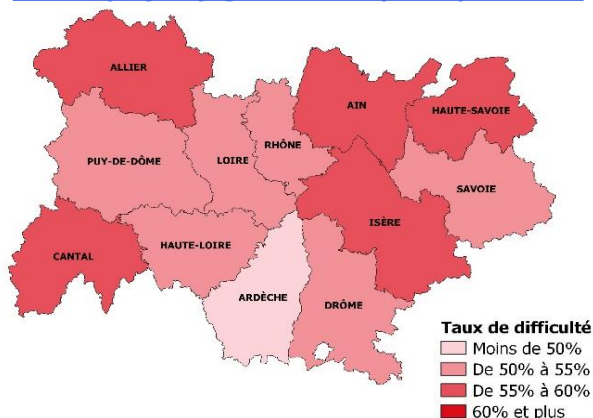 ALLIER
AIN
HAUTE-SAVOIE
PUY-DE-DÔME
LOIRE
RHÔNE
SAVOIE
ISÈRE
CANTAL
HAUTE-LOIRE
ARDÈCHE
DRÔME
Taux de difficulté
Moins de 50%
De 50% à 55%
De 55% à 60%
60% et plus